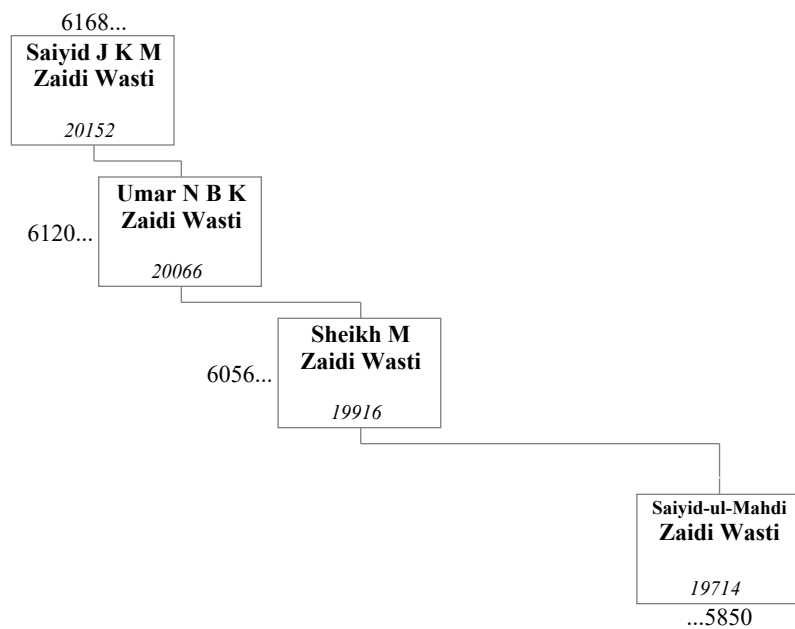 6168...
Saiyid J K M
Zaidi Wasti
20152
Umar N B K
Zaidi Wasti
6120...
20066
Sheikh M
Zaidi Wasti
6056...
19916
Saiyid-ul-Mahdi
Zaidi Wasti
19714
...5850